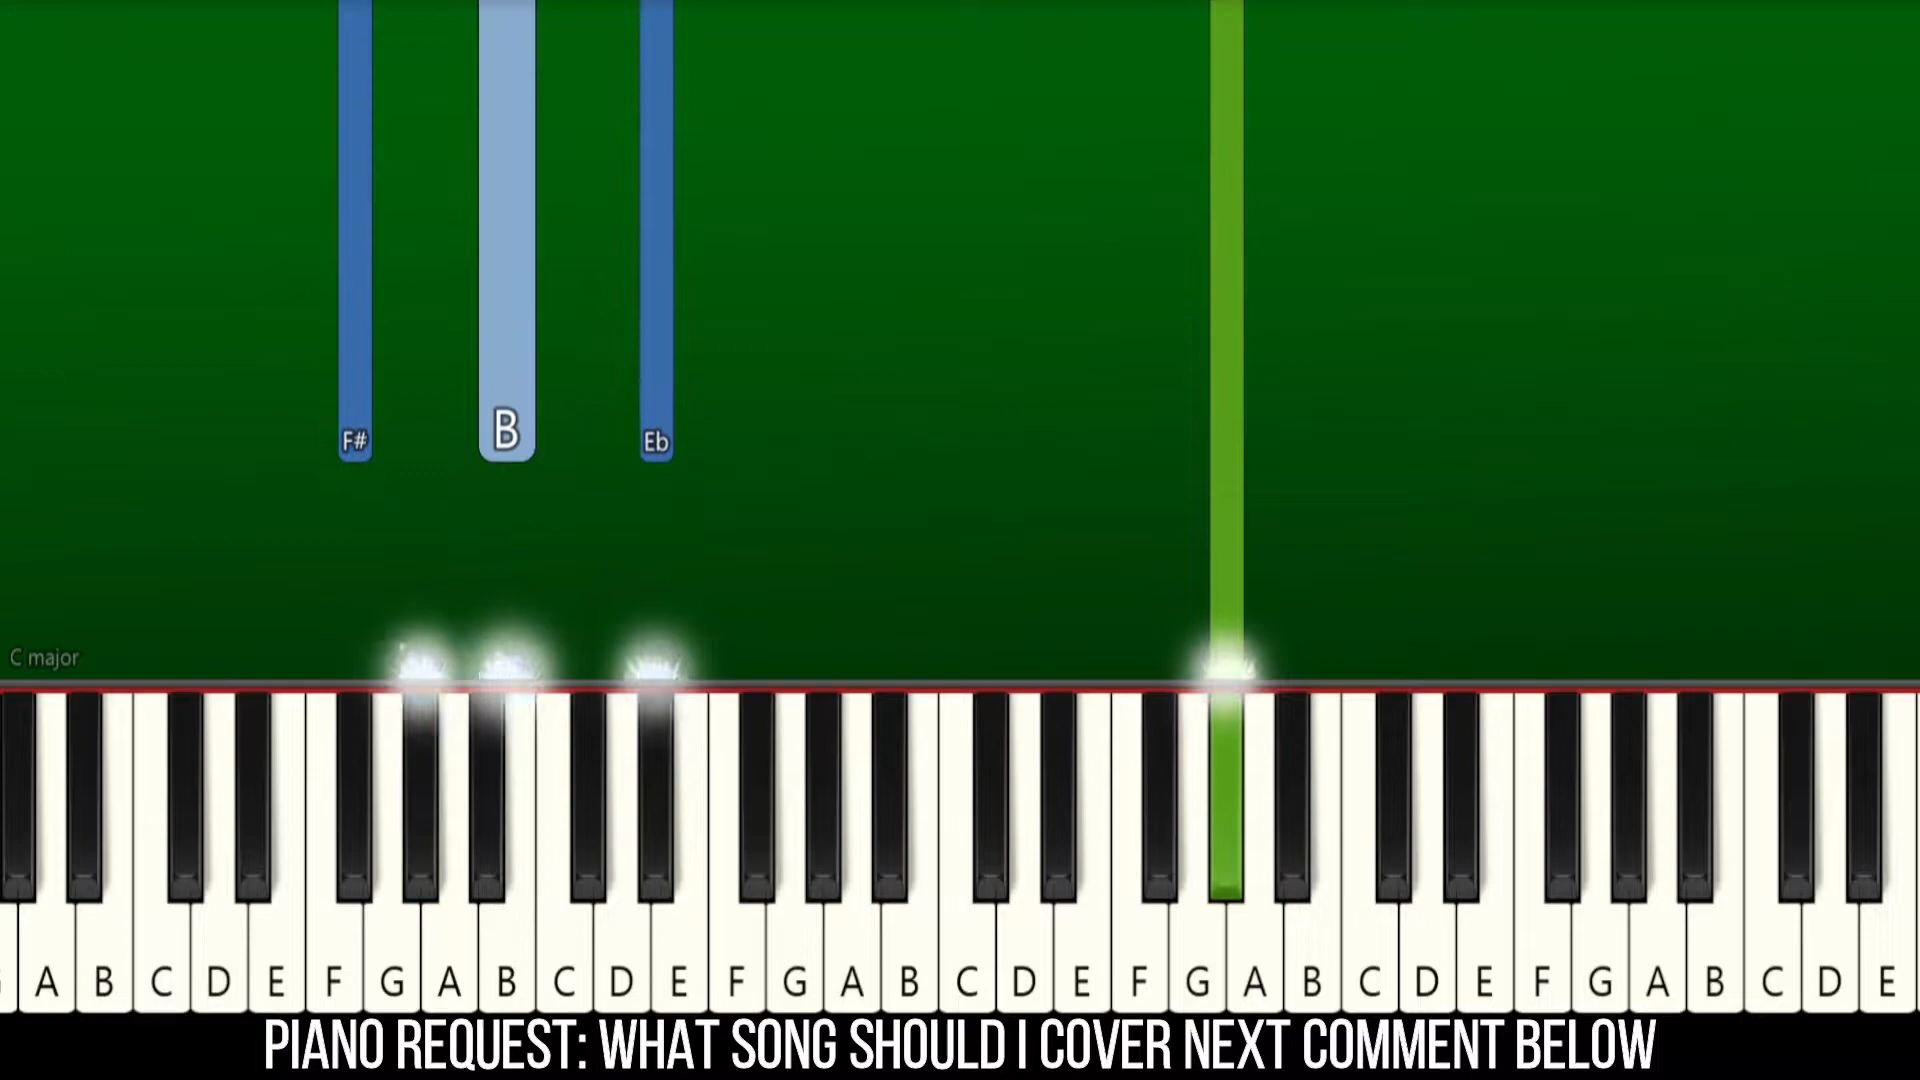 B
F#
Eb
C major
A B C D E F G A B C D E F G A B C D E F G A B C D E F G A B C D E
PIANO REQUEST: WHAT SONG SHOULD I COVER NEXT COMMENT BELOW